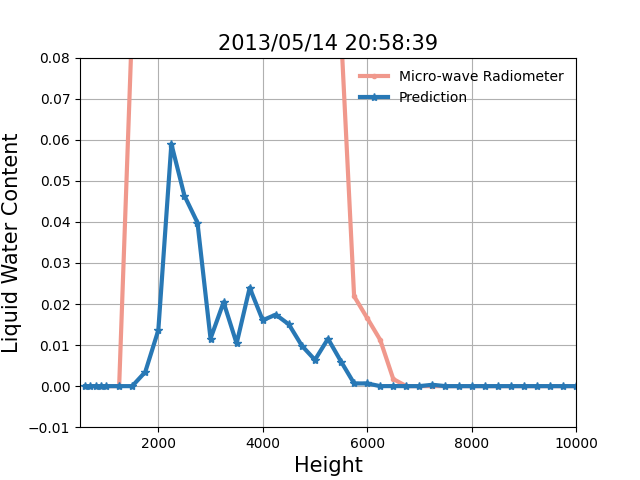 2013/05/14 20:58:39
Micro-wave Radiometer
Prediction
Liquid Water Content
0.08
0.07
0.06
0.05
0.04
0.03
0.02
0.01
0.00
−0.01
2000 4000 6000 8000 10000
Height